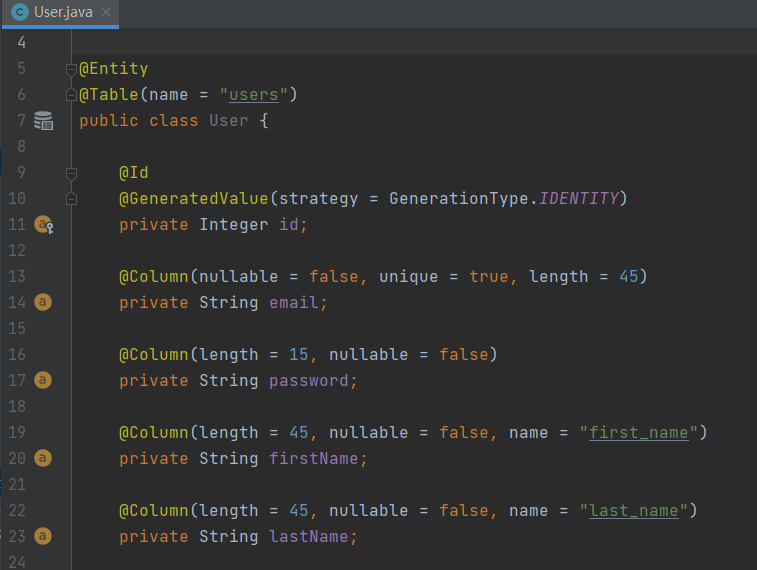 User.java
4
5 @Entity
6 @Table(name = "users")
7 public class User {
8
9 @Id
10 @GeneratedValue(strategy = GenerationType.IDENTITY)
11 private Integer id;
12
13 @Column(nullable = false, unique = true, length = 45)
14 private String email;
15
16 @Column(length = 15, nullable = false)
17 private String password;
18
19 @Column(length = 45, nullable = false, name = "first_name")
20 private String firstName;
21
22 @Column(length = 45, nullable = false, name = "last_name")
23 private String lastName;
24